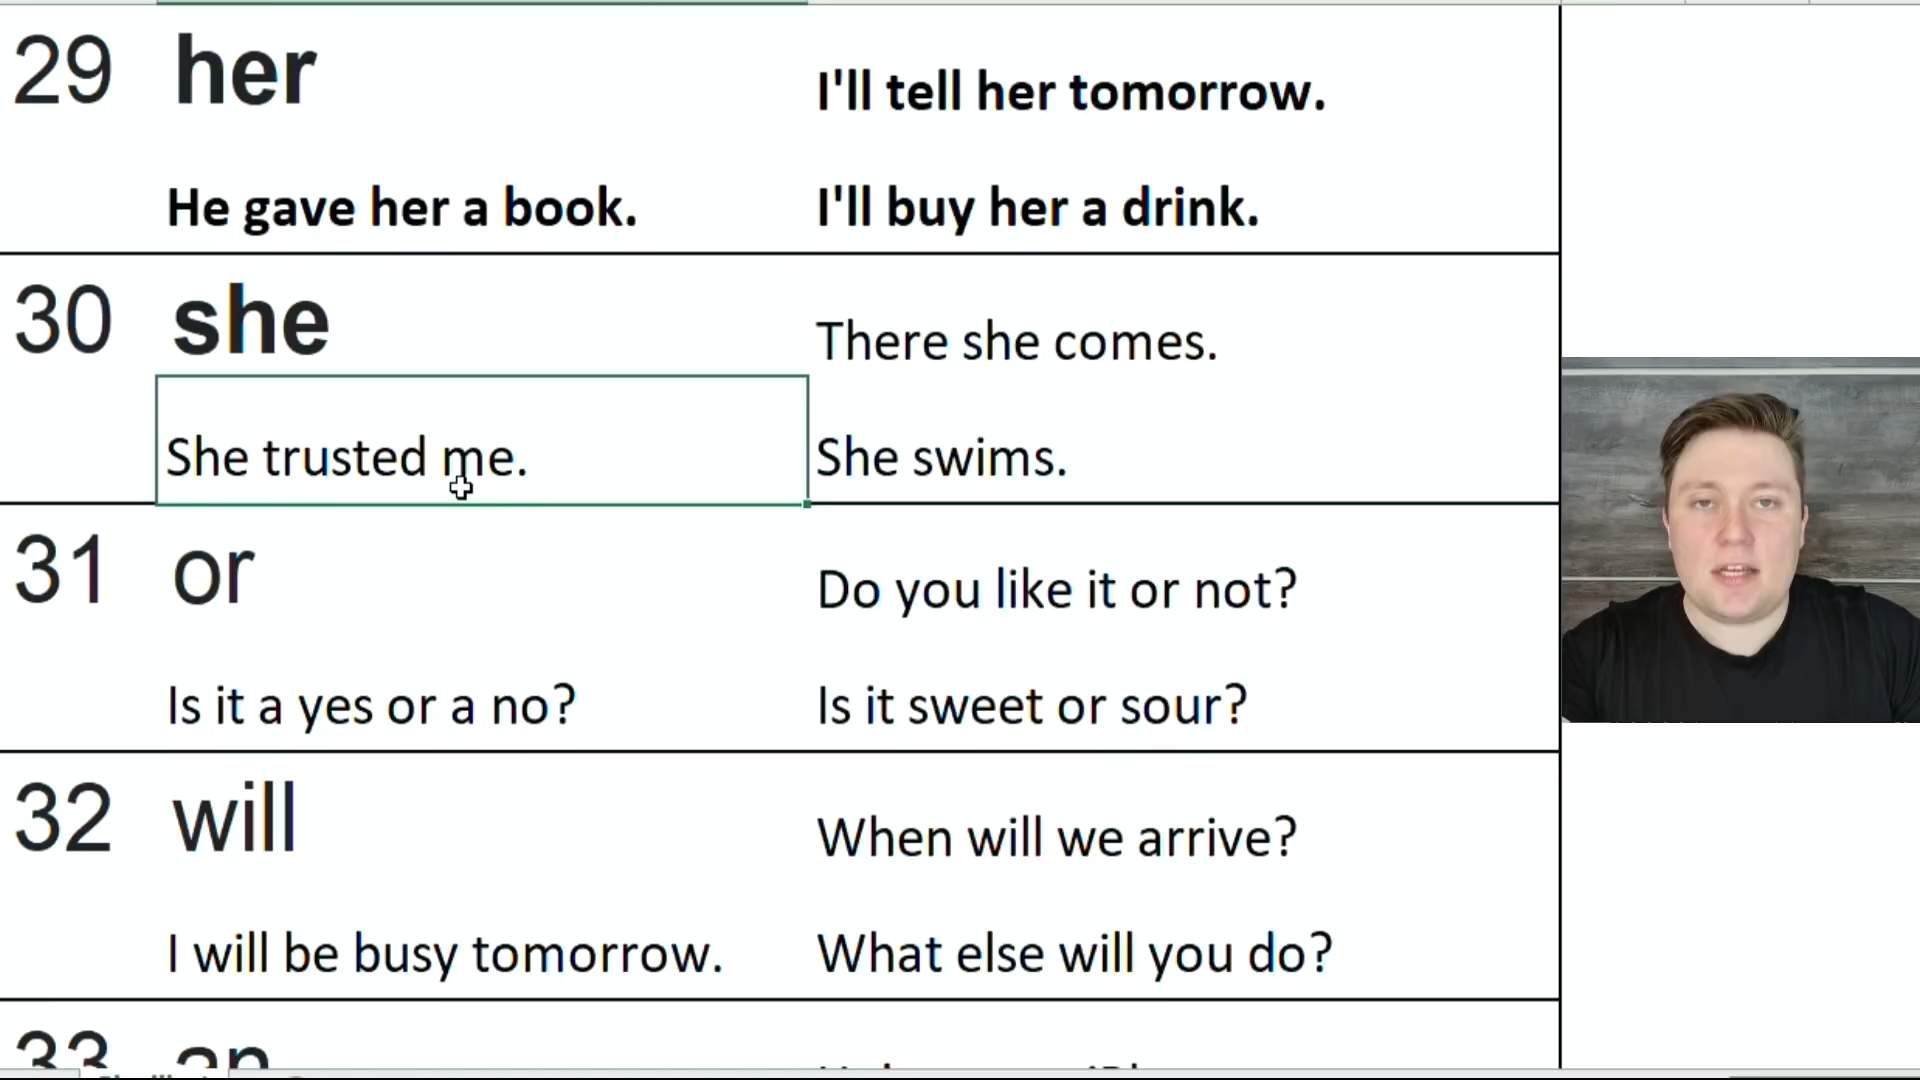 29 her I'll tell her tomorrow.
He gave her a book. I'll buy her a drink.
30 she There she comes.
She trusted me. She swims.
31 or Do you like it or not?
Is it a yes or a no? Is it sweet or sour?
32 will When will we arrive?
I will be busy tomorrow. What else will you do?
33 an